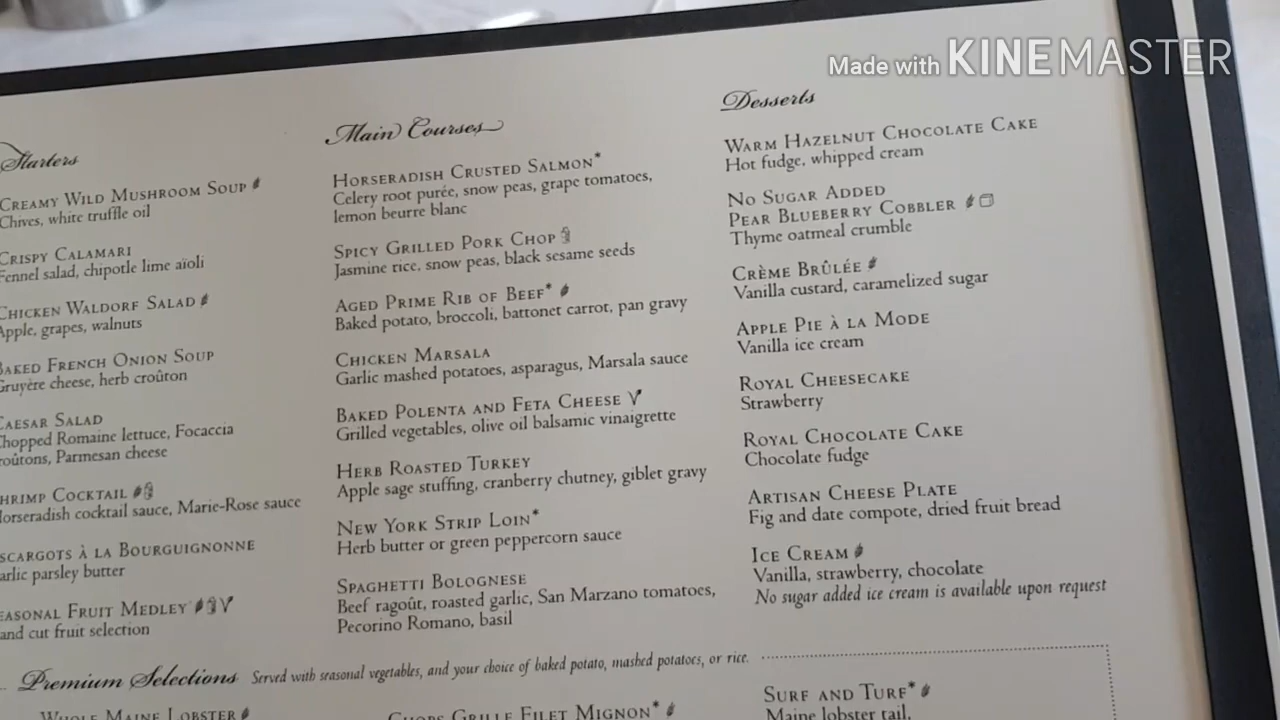 Made with KINEMASTER
Starters
Creamy Wild Mushroom Soup
Chives, white truffle oil
Crispy Calamari
Fennel salad, chipotle lime aïoli
Chicken Waldorf Salad
Apple, grapes, walnuts
Baked French Onion Soup
Gruyère cheese, herb croûton
Caesar Salad
Chopped Romaine lettuce, Focaccia
croûtons, Parmesan cheese
Shrimp Cocktail
Horseradish cocktail sauce, Marie-Rose sauce
Escargots à la Bourguignonne
Garlic parsley butter
Seasonal Fruit Medley V
Hand cut fruit selection
Main Courses
Horseradish Crusted Salmon*
Celery root purée, snow peas, grape tomatoes,
lemon beurre blanc
Spicy Grilled Pork Chop
Jasmine rice, snow peas, black sesame seeds
Aged Prime Rib of Beef*
Baked potato, broccoli, battonet carrot, pan gravy
Chicken Marsala
Garlic mashed potatoes, asparagus, Marsala sauce
Baked Polenta and Feta Cheese V
Grilled vegetables, olive oil balsamic vinaigrette
Herb Roasted Turkey
Apple sage stuffing, cranberry chutney, giblet gravy
New York Strip Loin*
Herb butter or green peppercorn sauce
Spaghetti Bolognese
Beef ragoût, roasted garlic, San Marzano tomatoes,
Pecorino Romano, basil
Desserts
Warm Hazelnut Chocolate Cake
Hot fudge, whipped cream
No Sugar Added
Pear Blueberry Cobbler
Thyme oatmeal crumble
Crème Brûlée
Vanilla custard, caramelized sugar
Apple Pie à la Mode
Vanilla ice cream
Royal Cheesecake
Strawberry
Royal Chocolate Cake
Chocolate fudge
Artisan Cheese Plate
Fig and date compote, dried fruit bread
Ice Cream
Vanilla, strawberry, chocolate
No sugar added ice cream is available upon request
Premium Selections Served with seasonal vegetables, and your choice of baked potato, mashed potatoes, or rice.
Whole Maine Lobster
Chops Grille Filet Mignon*
Surf and Turf*
Maine lobster tail,